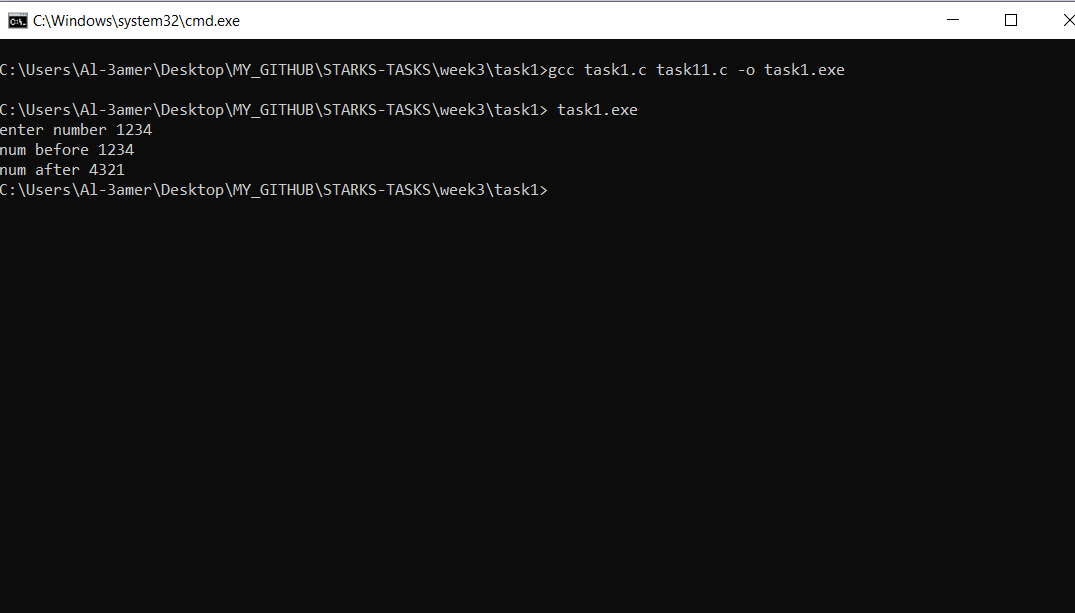 C:\Windows\system32\cmd.exe
C:\Users\Al-3amer\Desktop\MY_GITHUB\STARKS-TASKS\week3\task1>gcc task1.c task11.c -o task1.exe
C:\Users\Al-3amer\Desktop\MY_GITHUB\STARKS-TASKS\week3\task1> task1.exe
enter number 1234
num before 1234
num after 4321
C:\Users\Al-3amer\Desktop\MY_GITHUB\STARKS-TASKS\week3\task1>